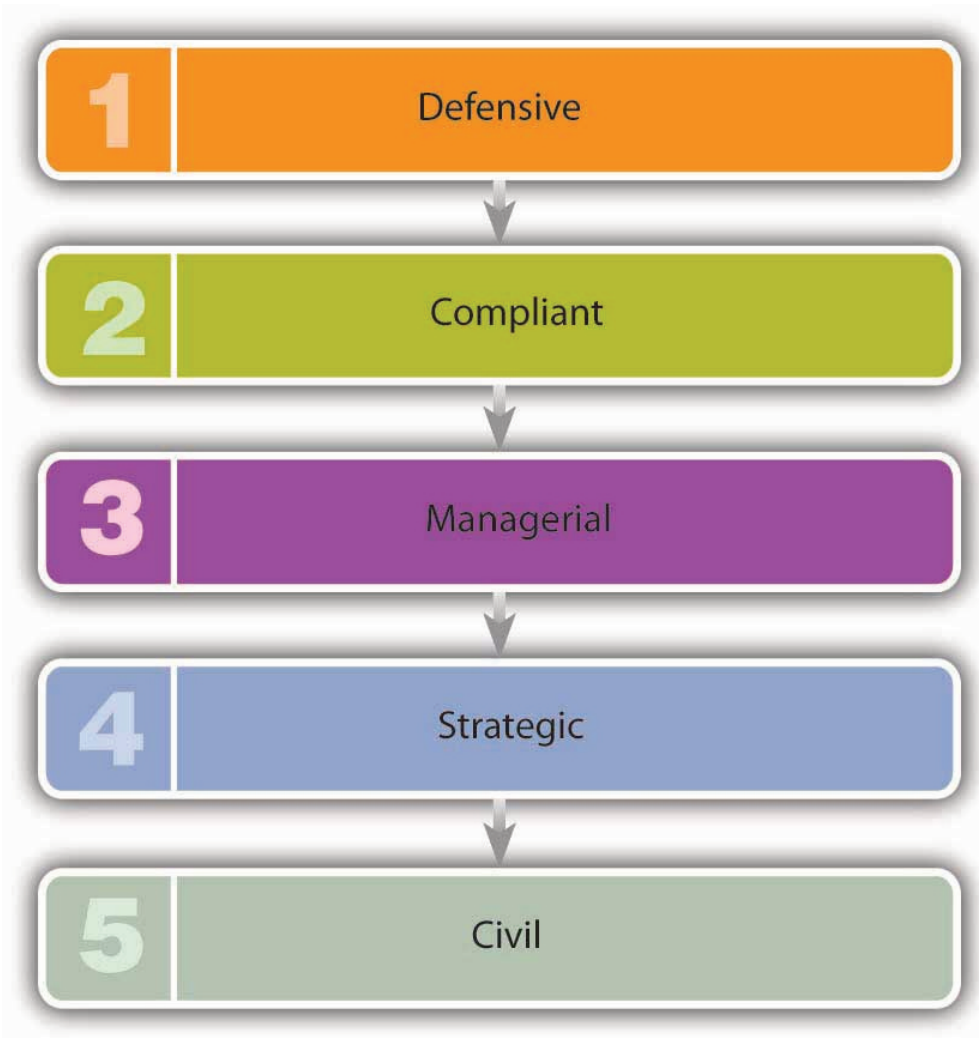 1 Defensive
2 Compliant
3 Managerial
4 Strategic
5 Civil